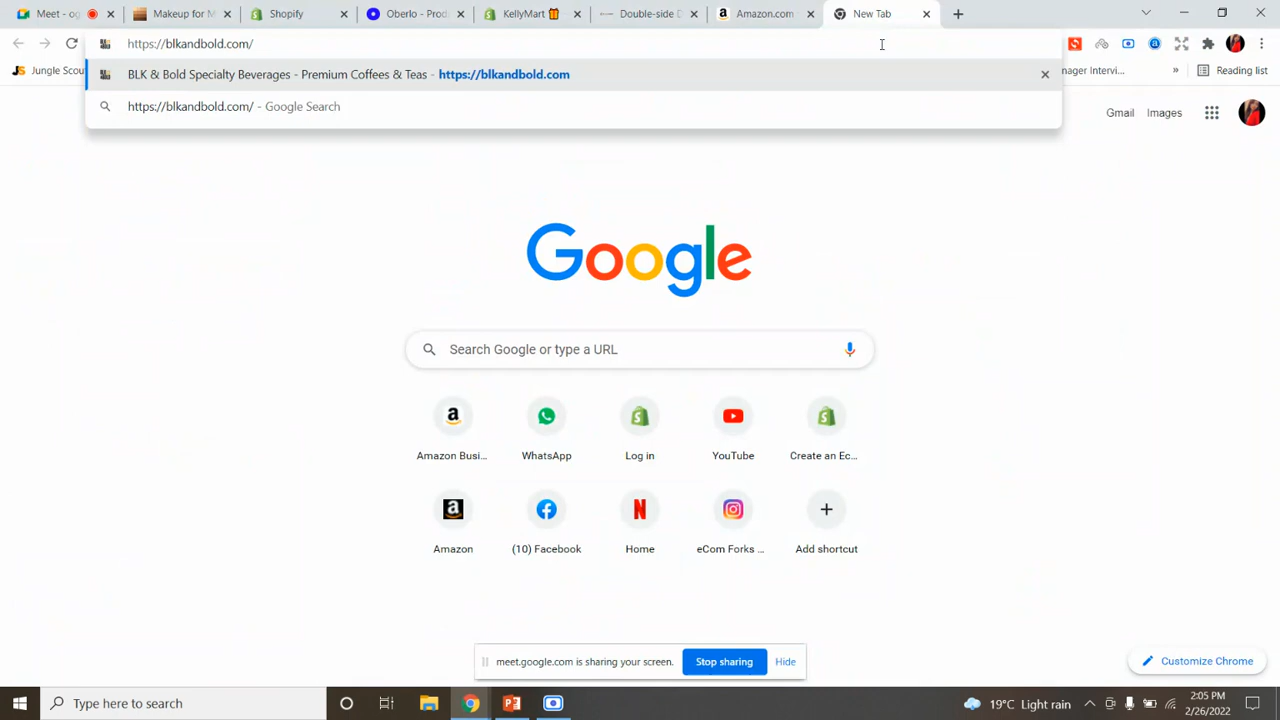 Meet - og
Makeup for M
Shopify
Oberlo - Prod
KellyMart
Double-side D
Amazon.com
New Tab
https://blkandbold.com/
BLK & Bold Specialty Beverages - Premium Coffees & Teas - https://blkandbold.com
https://blkandbold.com/ - Google Search
Jungle Scou
nager Intervi...
»
Reading list
Gmail
Images
Google
Search Google or type a URL
Amazon Busi...
WhatsApp
Log in
YouTube
Create an Ec...
Amazon
(10) Facebook
Home
eCom Forks ...
Add shortcut
meet.google.com is sharing your screen.
Stop sharing
Hide
Customize Chrome
Type here to search
19°C Light rain
2:05 PM
2/26/2022